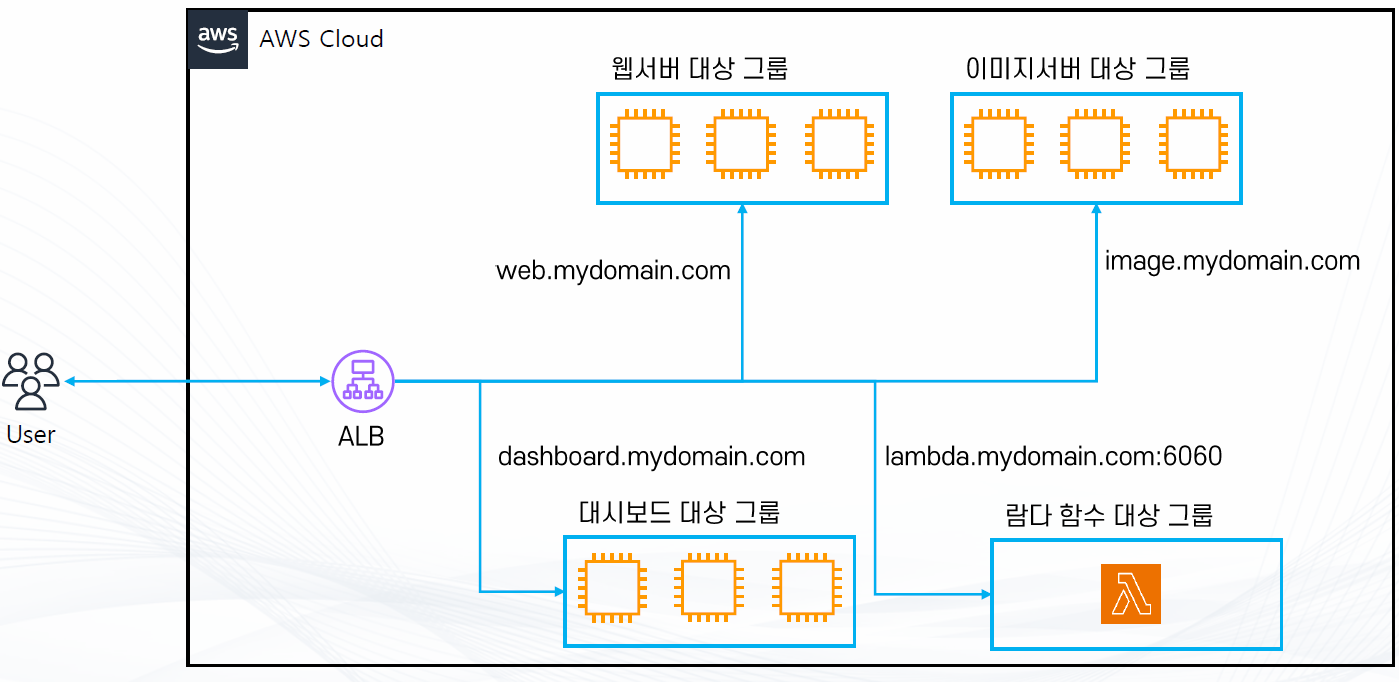 aws
AWS Cloud
웹서버 대상 그룹
이미지서버 대상 그룹
web.mydomain.com
image.mydomain.com
User
ALB
dashboard.mydomain.com
lambda.mydomain.com:6060
대시보드 대상 그룹
람다 함수 대상 그룹